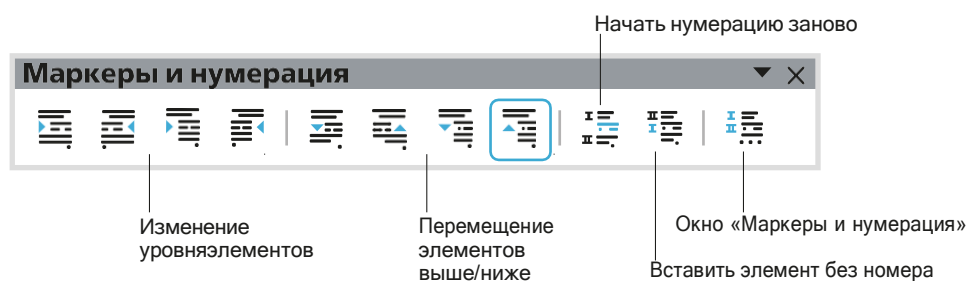 Начать нумерацию заново
Маркеры и нумерация
Изменение
уровняэлементов
Перемещение
элементов
выше/ниже
Окно «Маркеры и нумерация»
Вставить элемент без номера